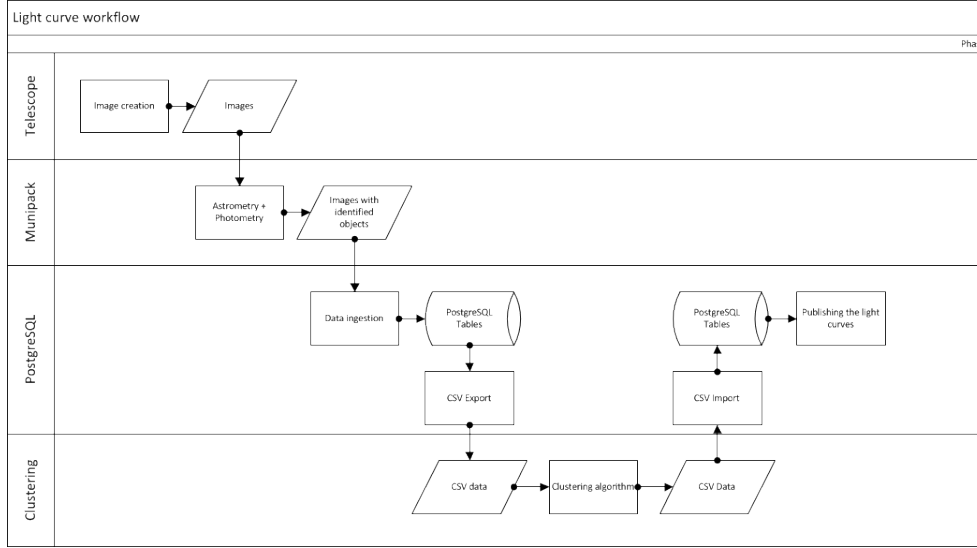 Light curve workflow
Pha
Telescope
Image creation
Images
Munipack
Astrometry +
Photometry
Images with
identified
objects
PostgreSQL
Data ingestion
PostgreSQL
Tables
PostgreSQL
Tables
Publishing the light
curves
CSV Export
CSV Import
Clustering
CSV data
Clustering algorithm
CSV Data